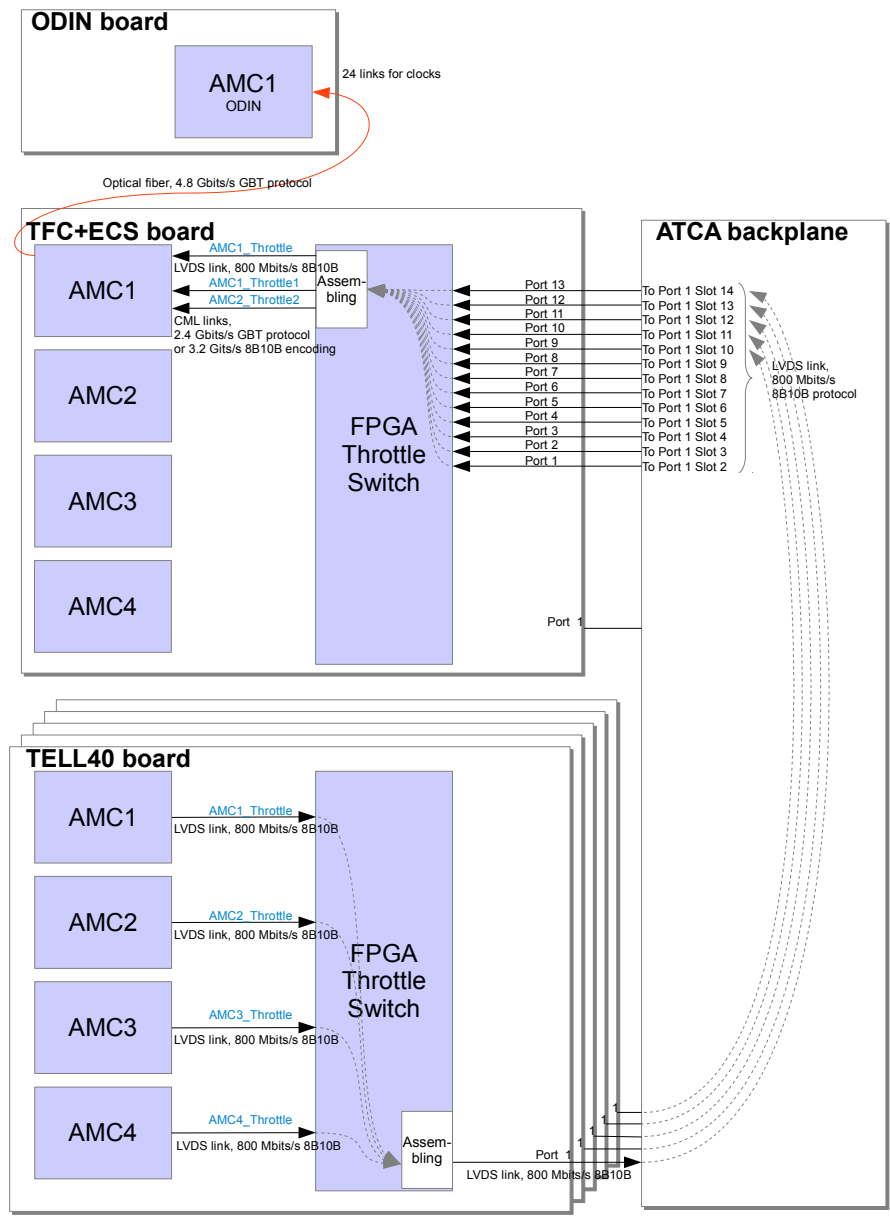 ODIN board
AMC1
ODIN
24 links for clocks
Optical fiber, 4.8 Gbits/s GBT protocol
TFC+ECS board
ATCA backplane
AMC1
AMC1_Throttle
LVDS link, 800 Mbits/s 8B10B
AMC1_Throttle1
AMC2_Throttle2
CML links,
2.4 Gbits/s GBT protocol
or 3.2 Gits/s 8B10B encoding
Assem-
bling
AMC2
AMC3
AMC4
FPGA
Throttle
Switch
Port 13
Port 12
Port 11
Port 10
Port 9
Port 8
Port 7
Port 6
Port 5
Port 4
Port 3
Port 2
Port 1
To Port 1 Slot 14
To Port 1 Slot 13
To Port 1 Slot 12
To Port 1 Slot 11
To Port 1 Slot 10
To Port 1 Slot 9
To Port 1 Slot 8
To Port 1 Slot 7
To Port 1 Slot 6
To Port 1 Slot 5
To Port 1 Slot 4
To Port 1 Slot 3
To Port 1 Slot 2
LVDS link,
800 Mbits/s
8B10B protocol
Port 1
TELL40 board
AMC1
AMC1_Throttle
LVDS link, 800 Mbits/s 8B10B
AMC2
AMC2_Throttle
LVDS link, 800 Mbits/s 8B10B
AMC3
AMC3_Throttle
LVDS link, 800 Mbits/s 8B10B
AMC4
AMC4_Throttle
LVDS link, 800 Mbits/s 8B10B
FPGA
Throttle
Switch
Assem-
bling
1
1
1
1
Port 1
LVDS link, 800 Mbits/s 8B10B